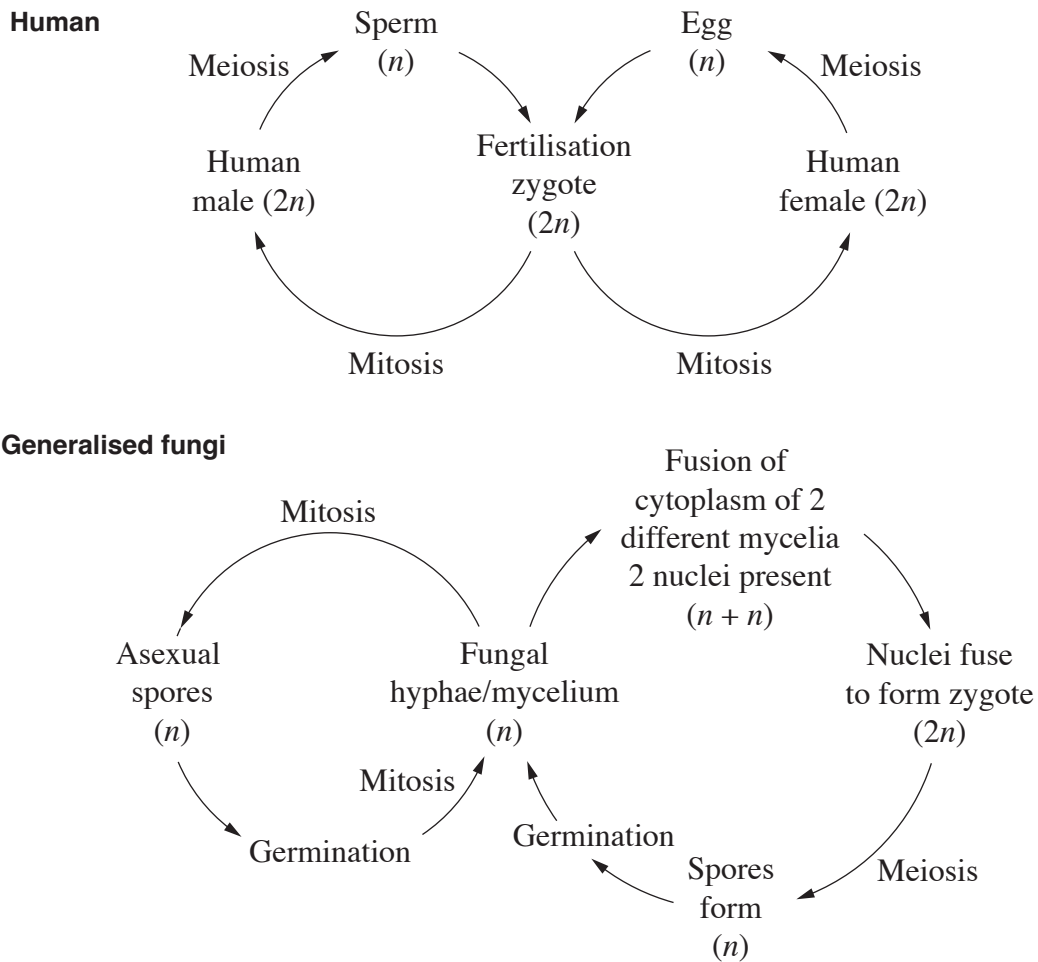 Human
Sperm
(n)
Egg
(n)
Meiosis
Meiosis
Fertilisation
zygote
(2n)
Human
male (2n)
Human
female (2n)
Mitosis
Mitosis
Generalised fungi
Fusion of
cytoplasm of 2
different mycelia
2 nuclei present
(n + n)
Mitosis
Asexual
spores
(n)
Fungal
hyphae/mycelium
(n)
Nuclei fuse
to form zygote
(2n)
Mitosis
Germination
Germination
Spores
form
(n)
Meiosis